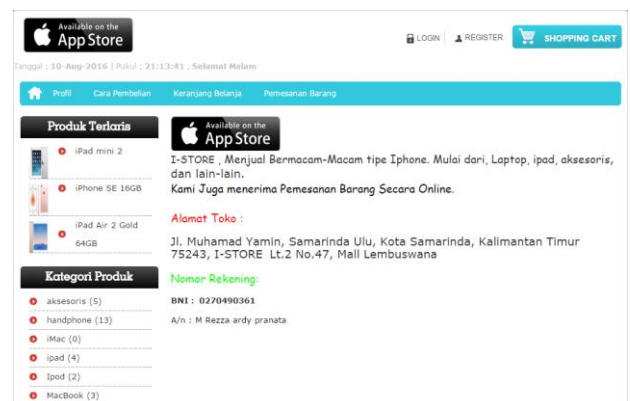 Available on the
App Store
LOGIN
REGISTER
SHOPPING CART
Tanggal : 10-Aug-2016 | Pukul : 21:13:41 , Selamat Malam
Profil
Cara Pembelian
Keranjang Belanja
Pemesanan Barang
Produk Terlaris
iPad mini 2
iPhone SE 16GB
iPad Air 2 Gold
64GB
Kategori Produk
aksesoris (5)
handphone (13)
iMac (0)
ipad (4)
Ipod (2)
MacBook (3)
Available on the
App Store
I-STORE , Menjual Bermacam-Macam tipe Iphone. Mulai dari, Laptop, ipad, aksesoris,
dan lain-lain.
Kami Juga menerima Pemesanan Barang Secara Online.
Alamat Toko :
Jl. Muhamad Yamin, Samarinda Ulu, Kota Samarinda, Kalimantan Timur
75243, I-STORE Lt.2 No.47, Mall Lembuswana
Nomor Rekening:
BNI : 0270490361
A/n : M Rezza ardy pranata